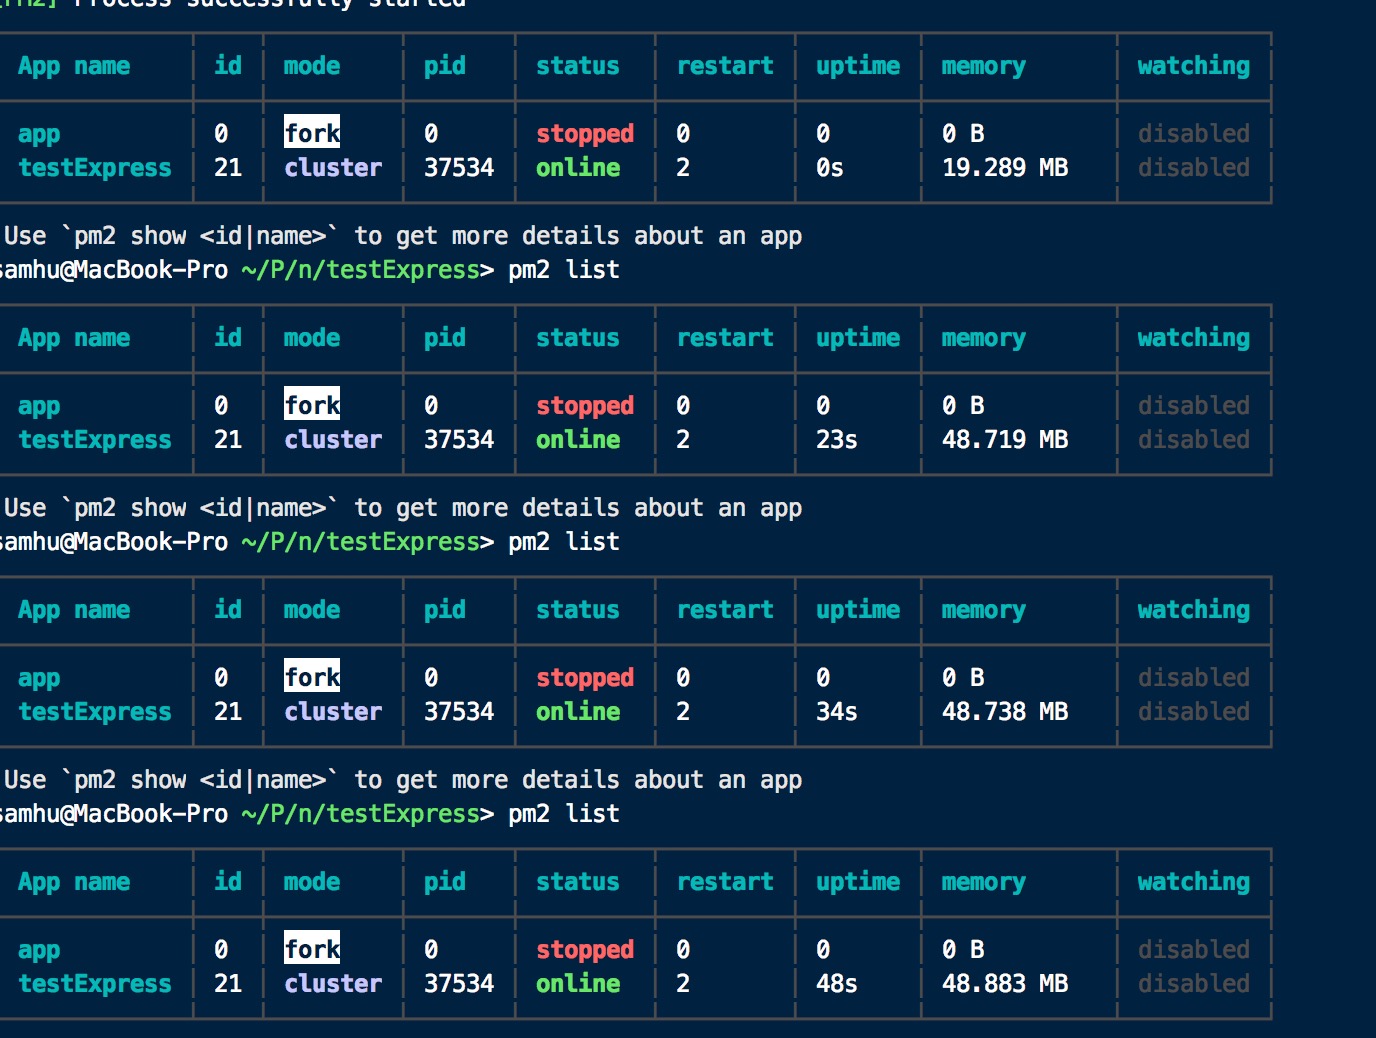 [PM2] Process successfully started
App name id mode pid status restart uptime memory watching
app 0 fork 0 stopped 0 0 0 B disabled
testExpress 21 cluster 37534 online 2 0s 19.289 MB disabled
Use `pm2 show <id|name>` to get more details about an app
samhu@MacBook-Pro ~/P/n/testExpress> pm2 list
App name id mode pid status restart uptime memory watching
app 0 fork 0 stopped 0 0 0 B disabled
testExpress 21 cluster 37534 online 2 23s 48.719 MB disabled
Use `pm2 show <id|name>` to get more details about an app
samhu@MacBook-Pro ~/P/n/testExpress> pm2 list
App name id mode pid status restart uptime memory watching
app 0 fork 0 stopped 0 0 0 B disabled
testExpress 21 cluster 37534 online 2 34s 48.738 MB disabled
Use `pm2 show <id|name>` to get more details about an app
samhu@MacBook-Pro ~/P/n/testExpress> pm2 list
App name id mode pid status restart uptime memory watching
app 0 fork 0 stopped 0 0 0 B disabled
testExpress 21 cluster 37534 online 2 48s 48.883 MB disabled